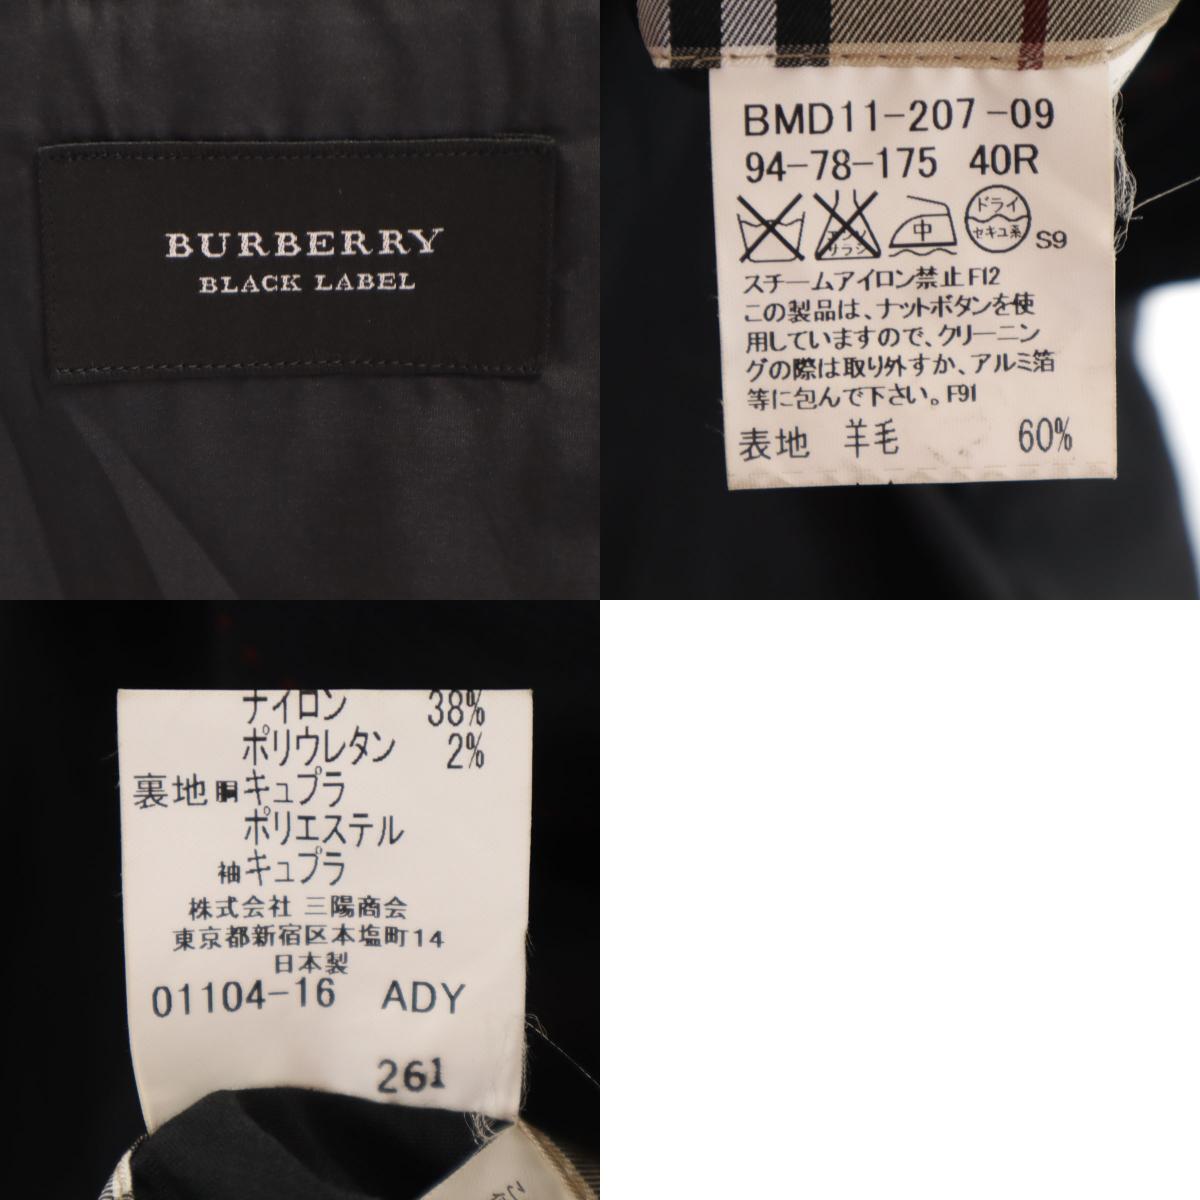 BURBERRY
BLACK LABEL
BMD11-207-09
94-78-175 40R
エンソ
サラシ
中
ドライ
セキユ系
S9
スチームアイロン禁止F12
この製品は、ナットボタンを使
用していますので、クリーニン
グの際は取り外すか、アルミ箔
等に包んで下さい。F91
表地 羊毛 60%
ナイロン 38%
ポリウレタン 2%
裏地 胴 キュプラ
ポリエステル
袖 キュプラ
株式会社 三陽商会
東京都新宿区本塩町14
日本製
01104-16 ADY
261